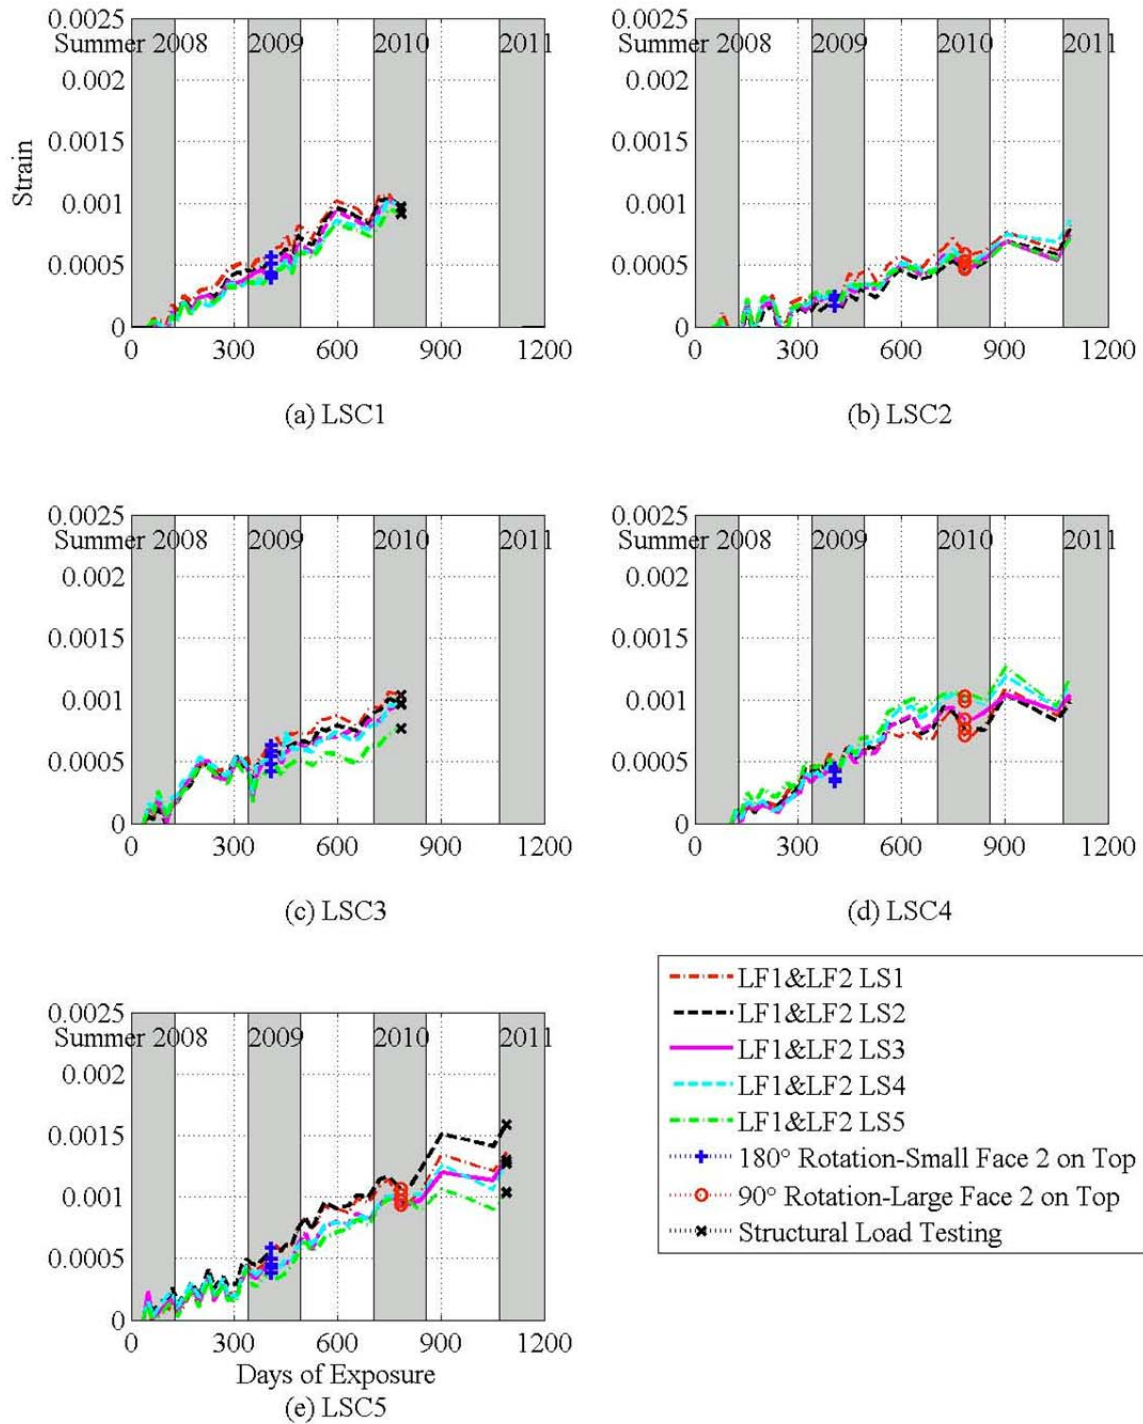 0.0025
Summer 2008 2009 2010 2011
0.002
0.0015
0.001
0.0005
0
0 300 600 900 1200
Strain
(a) LSC1
0.0025
Summer 2008 2009 2010 2011
0.002
0.0015
0.001
0.0005
0
0 300 600 900 1200
(b) LSC2
0.0025
Summer 2008 2009 2010 2011
0.002
0.0015
0.001
0.0005
0
0 300 600 900 1200
(c) LSC3
0.0025
Summer 2008 2009 2010 2011
0.002
0.0015
0.001
0.0005
0
0 300 600 900 1200
(d) LSC4
0.0025
Summer 2008 2009 2010 2011
0.002
0.0015
0.001
0.0005
0
0 300 600 900 1200
Days of Exposure
(e) LSC5
LF1&LF2 LS1
LF1&LF2 LS2
LF1&LF2 LS3
LF1&LF2 LS4
LF1&LF2 LS5
180° Rotation-Small Face 2 on Top
90° Rotation-Large Face 2 on Top
Structural Load Testing